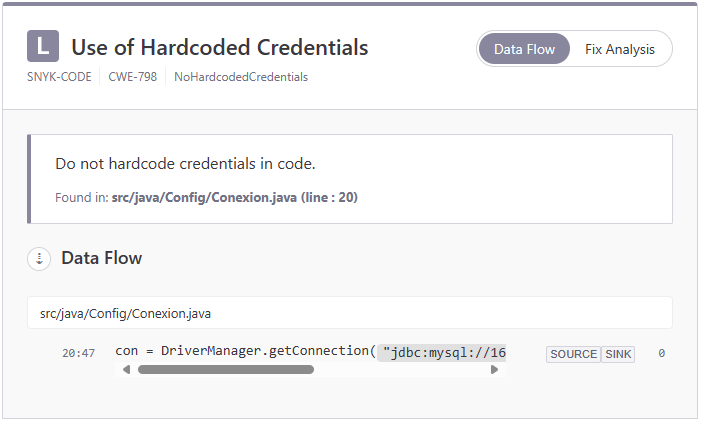 L Use of Hardcoded Credentials
Data Flow Fix Analysis
SNYK-CODE CWE-798 NoHardcodedCredentials
Do not hardcode credentials in code.
Found in: src/java/Config/Conexion.java (line : 20)
Data Flow
src/java/Config/Conexion.java
20:47 con = DriverManager.getConnection("jdbc:mysql://16 SOURCE SINK 0